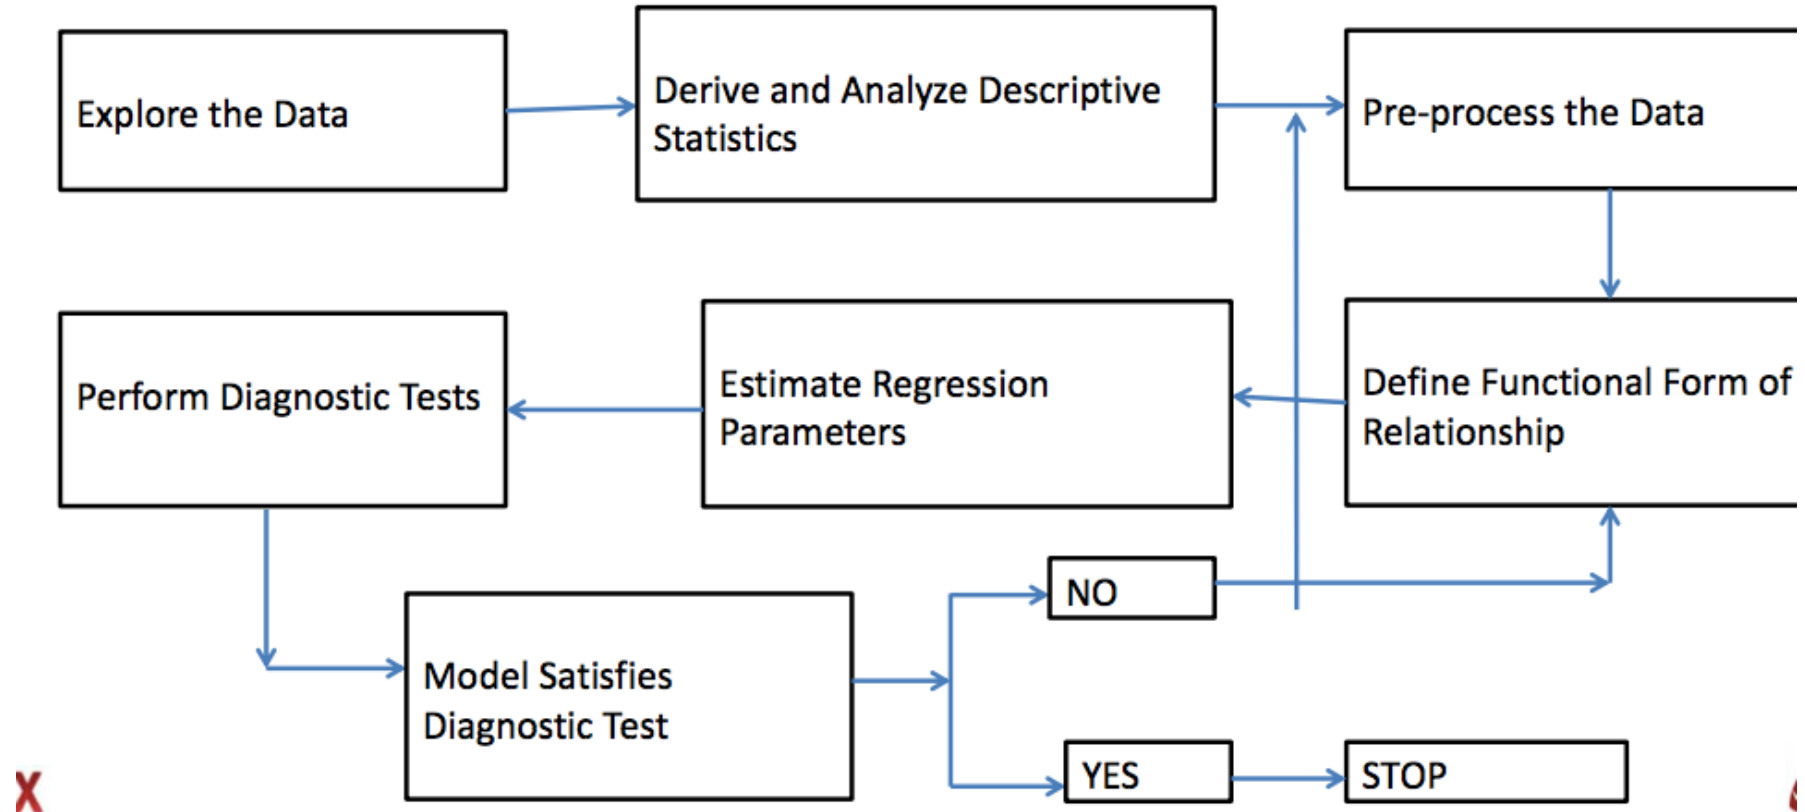 Explore the Data
Derive and Analyze Descriptive
Statistics
Pre-process the Data
Perform Diagnostic Tests
Estimate Regression
Parameters
Define Functional Form of
Relationship
NO
Model Satisfies
Diagnostic Test
YES
STOP
X